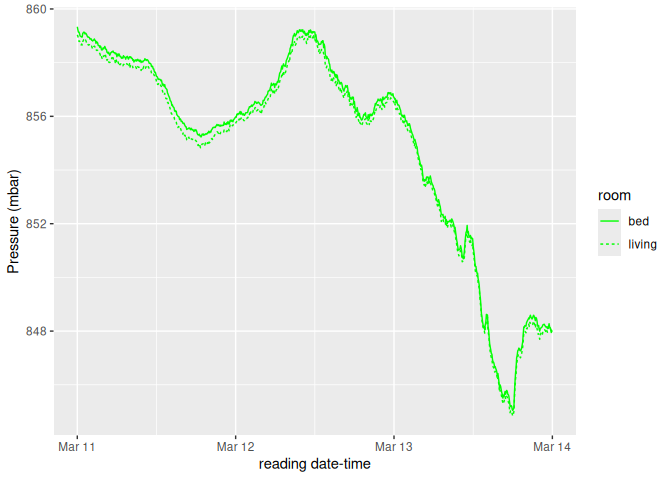 860
856
852
848
Pressure (mbar)
Mar 11
Mar 12
Mar 13
Mar 14
reading date-time
room
bed
living